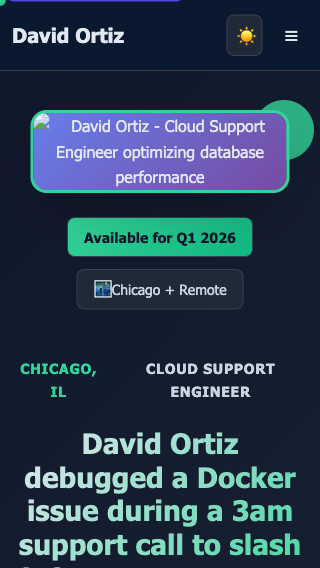 David Ortiz
David Ortiz - Cloud Support
Engineer optimizing database
performance
Available for Q1 2026
Chicago + Remote
CHICAGO,
IL
CLOUD SUPPORT
ENGINEER
David Ortiz
debugged a Docker
issue during a 3am
support call to slash